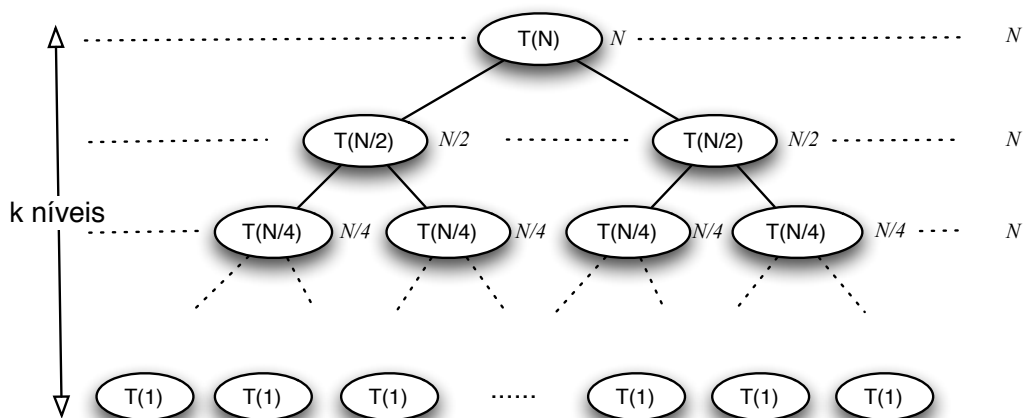 T(N) N N
T(N/2) N/2 T(N/2) N/2 N
k níveis
T(N/4) N/4 T(N/4) N/4 T(N/4) N/4 T(N/4) N/4 N
T(1) T(1) T(1) ...... T(1) T(1) T(1)